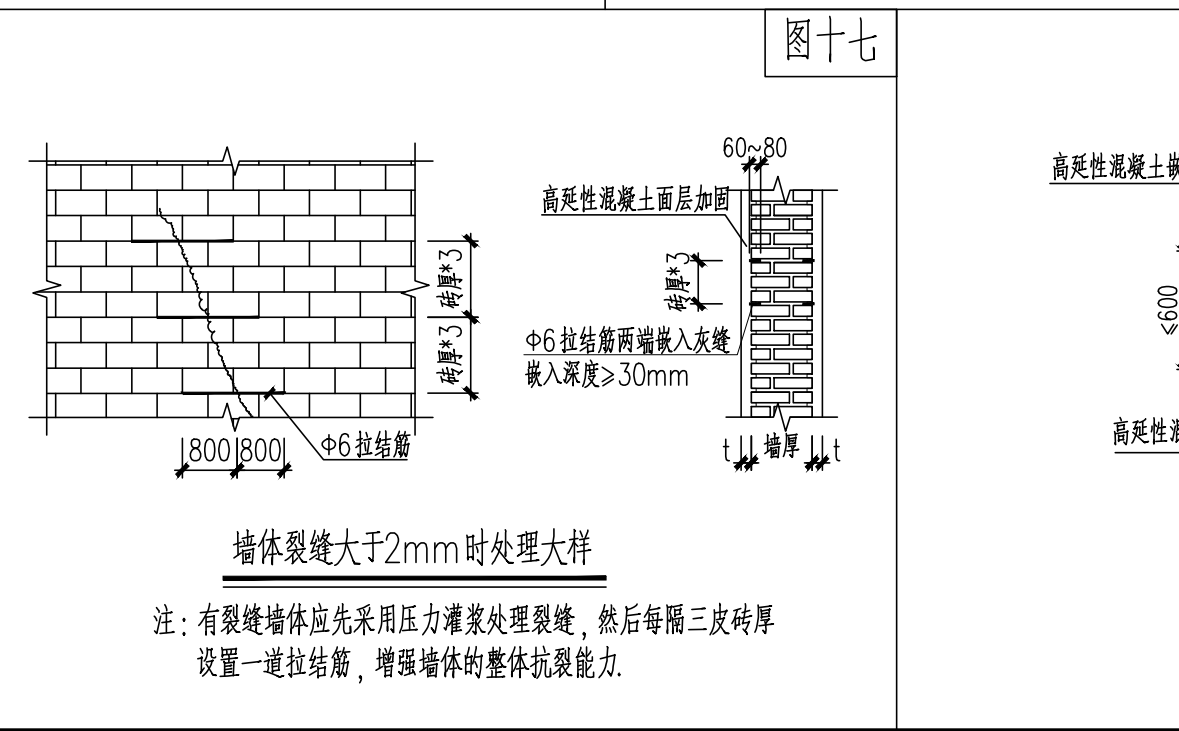 图十七
60~80
高延性混凝土面层加固
砖厚*3
砖厚*3
砖厚*3
Φ6拉结筋两端嵌入灰缝
嵌入深度≥30mm
800
800
Φ6拉结筋
t
墙厚
t
墙体裂缝大于2mm时处理大样
注:有裂缝墙体应先采用压力灌浆处理裂缝,然后每隔三皮砖厚
设置一道拉结筋,增强墙体的整体抗裂能力.
高延性混凝土嵌
≤600
高延性混